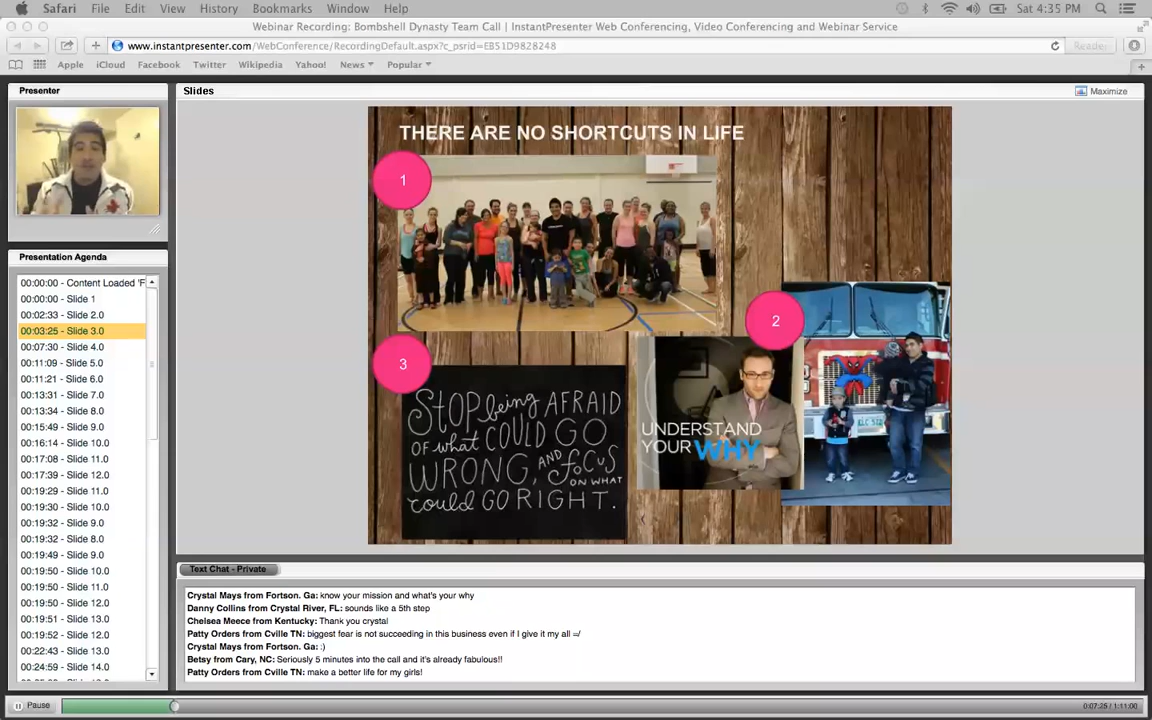 Safari File Edit View History Bookmarks Window Help Sat 4:35 PM
Webinar Recording: Bombshell Dynasty Team Call | InstantPresenter Web Conferencing, Video Conferencing and Webinar Service
www.instantpresenter.com/WebConference/RecordingDefault.aspx?c_psrid=EB51D9828248 Reader
Apple iCloud Facebook Twitter Wikipedia Yahoo! News Popular
Presenter
Slides
Maximize
THERE ARE NO SHORTCUTS IN LIFE
1
2
3
STOP being AFRAID
OF what COULD GO
WRONG, AND focus
ON WHAT
could GO RIGHT.
UNDERSTAND
YOUR WHY
Presentation Agenda
00:00:00 - Content Loaded 'F
00:00:00 - Slide 1
00:02:33 - Slide 2.0
00:03:25 - Slide 3.0
00:07:30 - Slide 4.0
00:11:09 - Slide 5.0
00:11:21 - Slide 6.0
00:13:31 - Slide 7.0
00:13:34 - Slide 8.0
00:15:49 - Slide 9.0
00:16:14 - Slide 10.0
00:17:08 - Slide 11.0
00:17:39 - Slide 12.0
00:19:29 - Slide 11.0
00:19:30 - Slide 10.0
00:19:32 - Slide 9.0
00:19:32 - Slide 8.0
00:19:49 - Slide 9.0
00:19:50 - Slide 10.0
00:19:50 - Slide 11.0
00:19:50 - Slide 12.0
00:19:51 - Slide 13.0
00:19:52 - Slide 12.0
00:22:43 - Slide 13.0
00:24:59 - Slide 14.0
Text Chat - Private
Crystal Mays from Fortson. Ga: know your mission and what's your why
Danny Collins from Crystal River, FL: sounds like a 5th step
Chelsea Meece from Kentucky: Thank you crystal
Patty Orders from Cville TN: biggest fear is not succeeding in this business even if I give it my all =/
Crystal Mays from Fortson. Ga: :)
Betsy from Cary, NC: Seriously 5 minutes into the call and it's already fabulous!!
Patty Orders from Cville TN: make a better life for my girls!
Pause
0:07:25 / 1:11:00